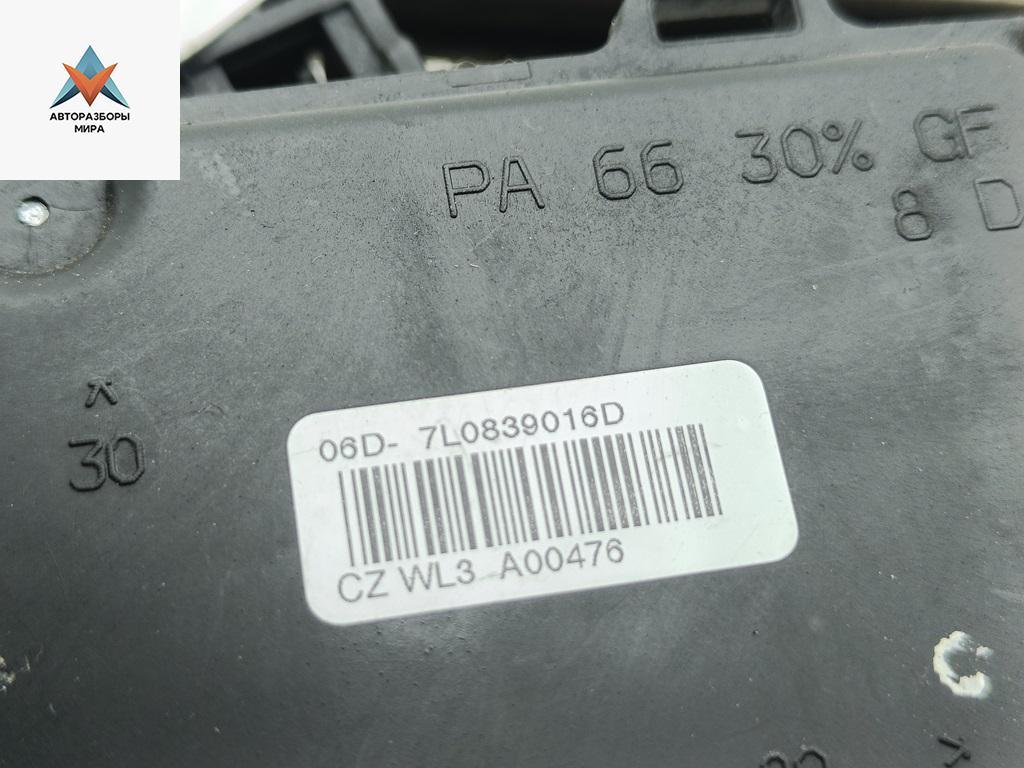 АВТОРАЗБОРЫ
МИРА
PA 66 30% GF
8 D
30
06D- 7L0839016D
CZ WL3 A00476